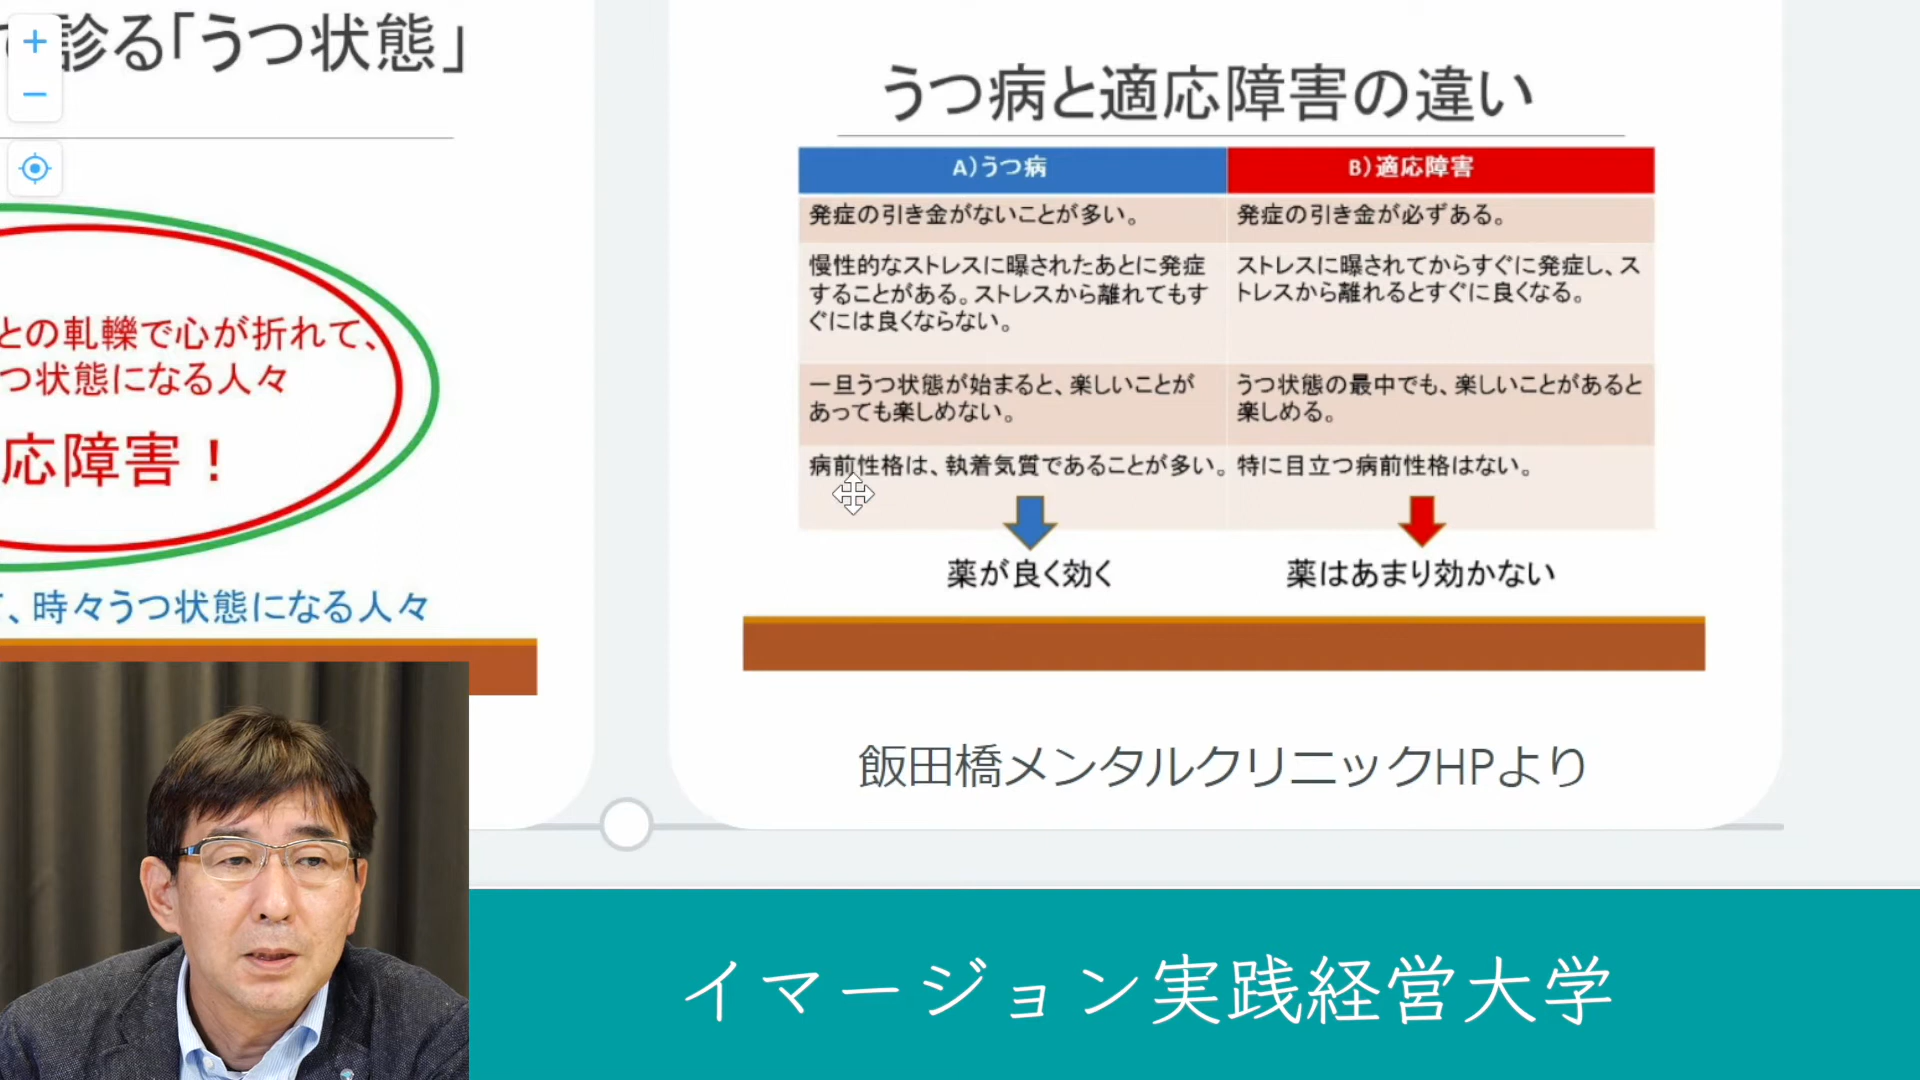 診る「うつ状態」
との軋轢で心が折れて、
つ状態になる人々
応障害！
、時々うつ状態になる人々
うつ病と適応障害の違い
A）うつ病
B）適応障害
発症の引き金がないことが多い。
発症の引き金が必ずある。
慢性的なストレスに曝されたあとに発症
することがある。ストレスから離れてもす
ぐには良くならない。
ストレスに曝されてからすぐに発症し、ス
トレスから離れるとすぐに良くなる。
一旦うつ状態が始まると、楽しいことが
あっても楽しめない。
うつ状態の最中でも、楽しいことがあると
楽しめる。
病前性格は、執着気質であることが多い。
特に目立つ病前性格はない。
薬が良く効く
薬はあまり効かない
飯田橋メンタルクリニックHPより
イマージョン実践経営大学